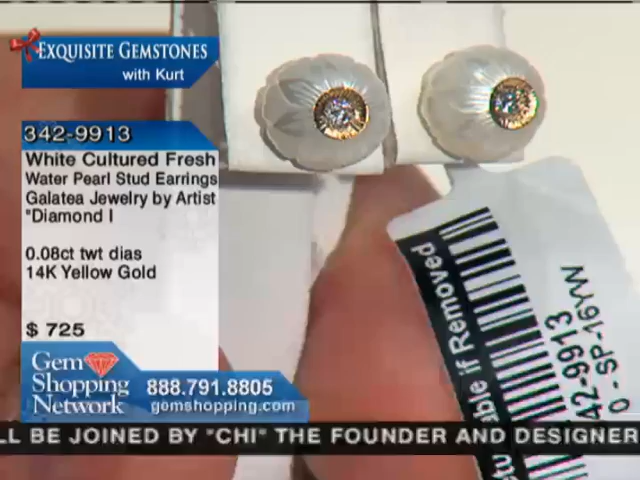 EXQUISITE GEMSTONES
with Kurt
342-9913
White Cultured Fresh
Water Pearl Stud Earrings
Galatea Jewelry by Artist
"Diamond I
0.08ct twt dias
14K Yellow Gold
$ 725
Gem
Shopping
Network
888.791.8805
gemshopping.com
LL BE JOINED BY "CHI" THE FOUNDER AND DESIGNER
if Removed
42-9913
0 - SP-16YW